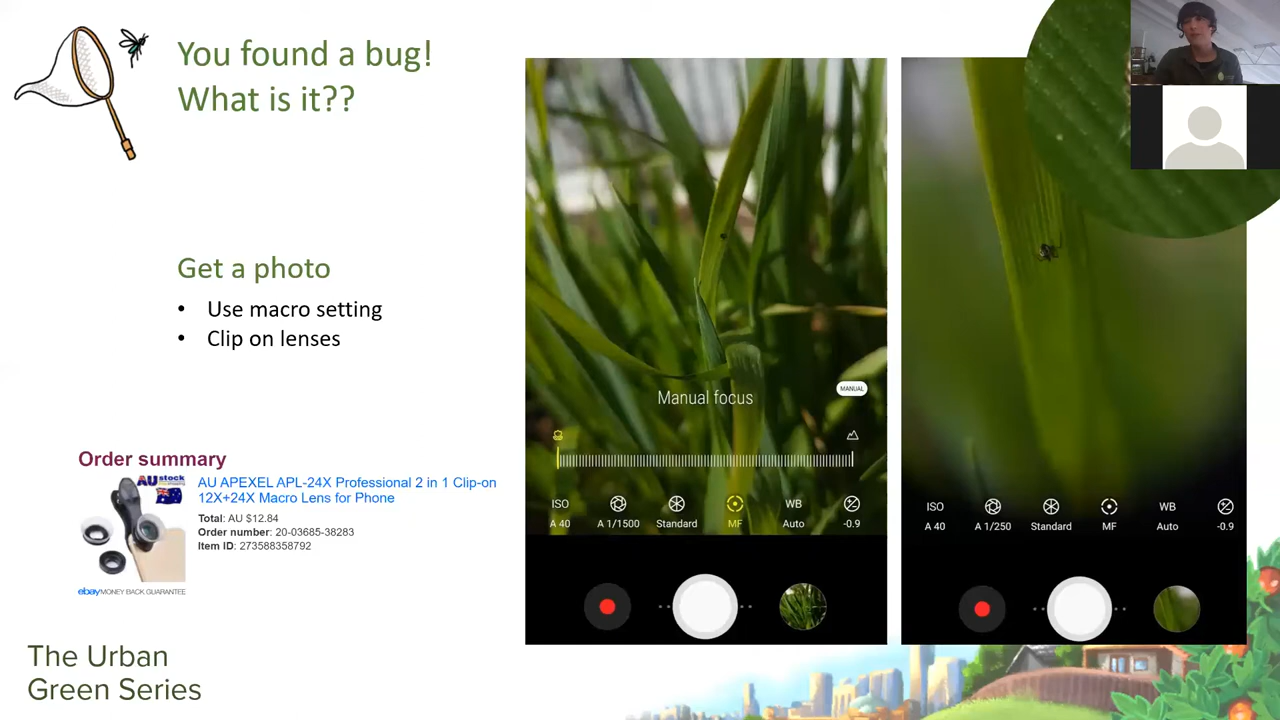 You found a bug!
What is it??
Get a photo
• Use macro setting
• Clip on lenses
Order summary
AU stock
AU APEXEL APL-24X Professional 2 in 1 Clip-on
12X+24X Macro Lens for Phone
Total: AU $12.84
Order number: 20-03685-38283
Item ID: 273588358792
ebay MONEY BACK GUARANTEE
The Urban
Green Series
Manual focus
MANUAL
ISO A 1/1500 Standard MF WB Auto -0.9
A 40
ISO WB
A 40 A 1/250 Standard MF Auto -0.9